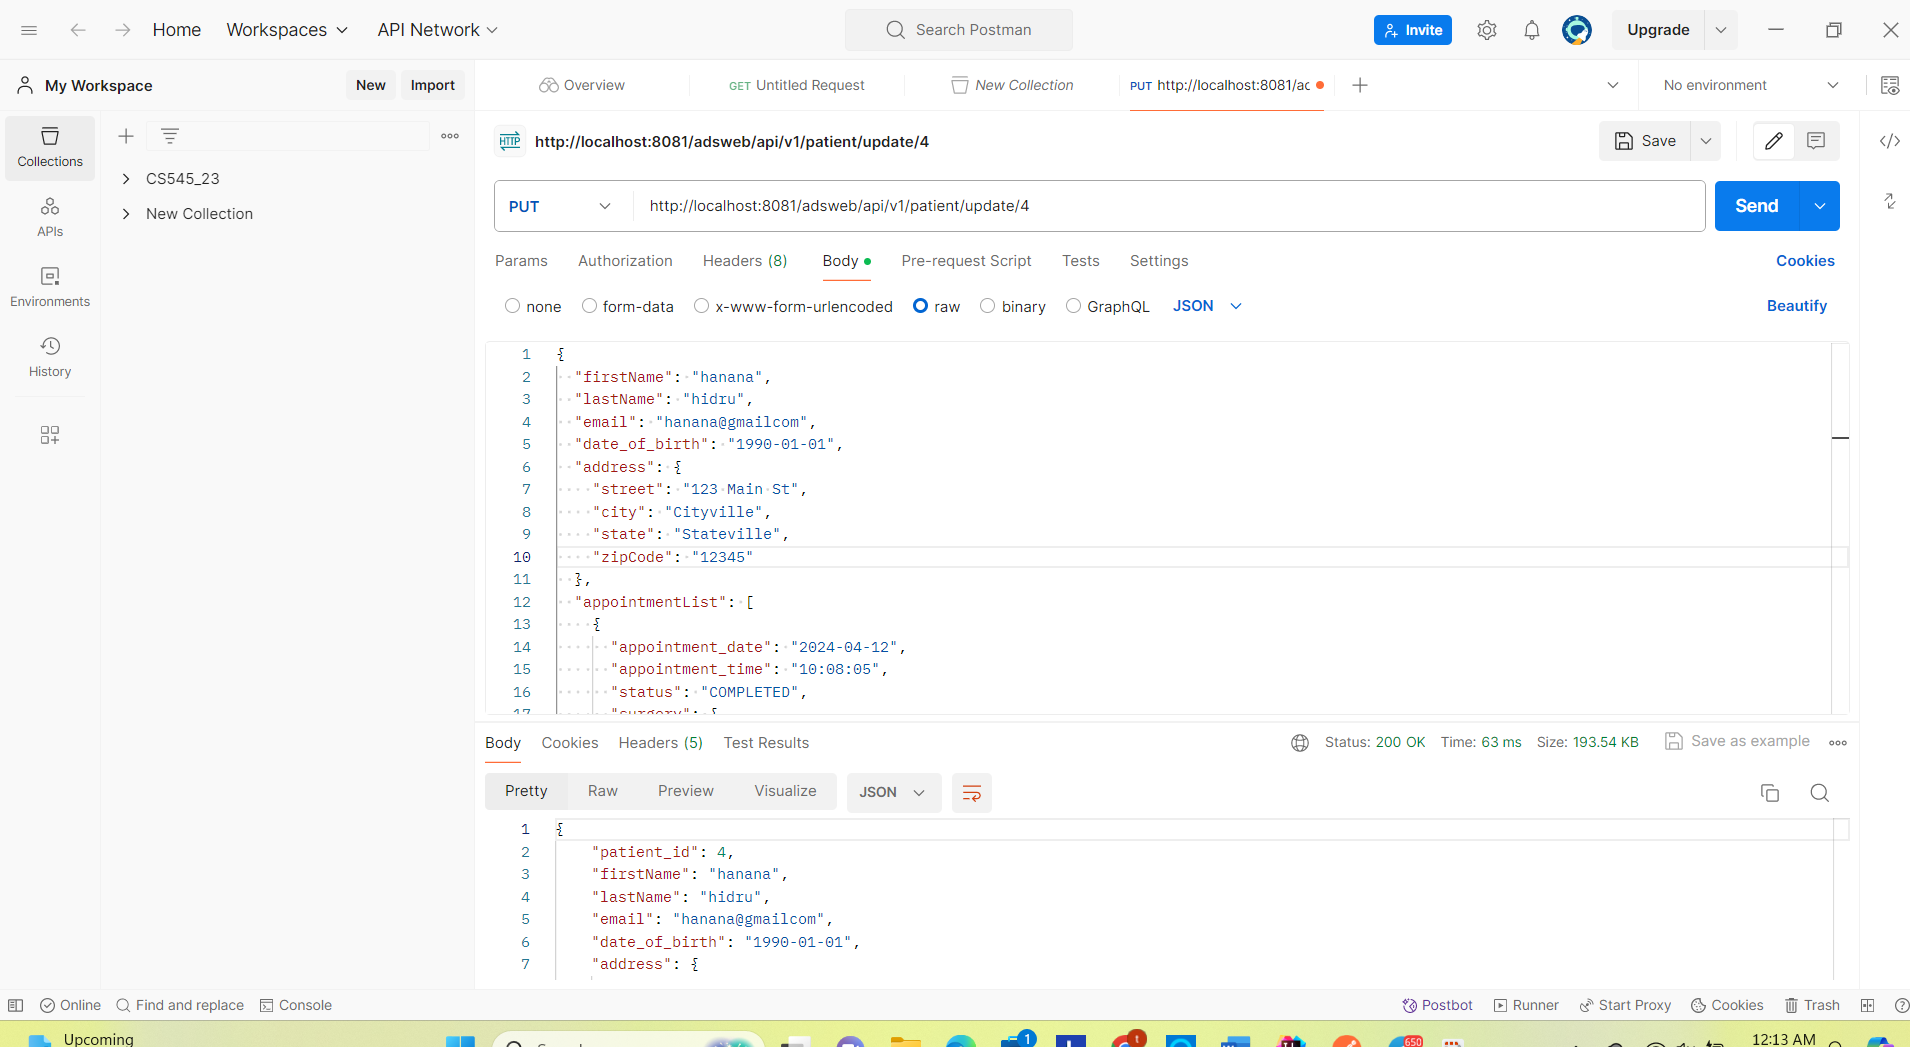 Home Workspaces API Network Search Postman Invite Upgrade
My Workspace New Import Overview GET Untitled Request New Collection PUT http://localhost:8081/ac No environment
Collections
APIs
Environments
History
CS545_23
New Collection
HTTP http://localhost:8081/adsweb/api/v1/patient/update/4 Save
PUT http://localhost:8081/adsweb/api/v1/patient/update/4 Send
Params Authorization Headers (8) Body Pre-request Script Tests Settings Cookies
none form-data x-www-form-urlencoded raw binary GraphQL JSON Beautify
1 {
2 "firstName": "hanana",
3 "lastName": "hidru",
4 "email": "hanana@gmailcom",
5 "date_of_birth": "1990-01-01",
6 "address": {
7 "street": "123 Main St",
8 "city": "Cityville",
9 "state": "Stateville",
10 "zipCode": "12345"
11 },
12 "appointmentList": [
13 {
14 "appointment_date": "2024-04-12",
15 "appointment_time": "10:08:05",
16 "status": "COMPLETED",
17 "surgery": {
Body Cookies Headers (5) Test Results Status: 200 OK Time: 63 ms Size: 193.54 KB Save as example
Pretty Raw Preview Visualize JSON
1 {
2 "patient_id": 4,
3 "firstName": "hanana",
4 "lastName": "hidru",
5 "email": "hanana@gmailcom",
6 "date_of_birth": "1990-01-01",
7 "address": {
Online Find and replace Console Postbot Runner Start Proxy Cookies Trash
Upcoming 1 t 650 12:13 AM